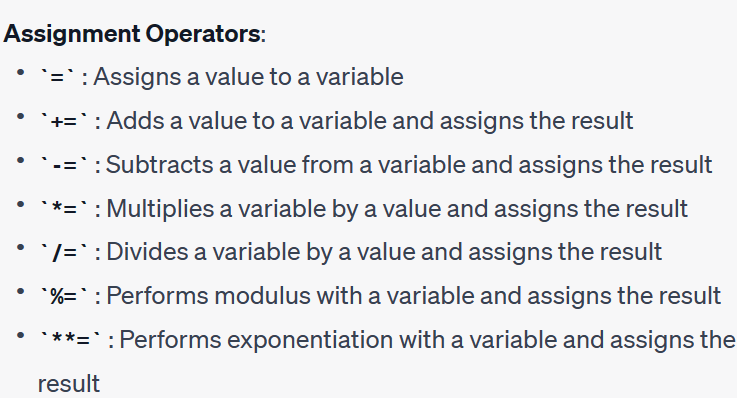 Assignment Operators:
• `=` : Assigns a value to a variable
• `+=` : Adds a value to a variable and assigns the result
• `-=` : Subtracts a value from a variable and assigns the result
• `*=` : Multiplies a variable by a value and assigns the result
• `/=` : Divides a variable by a value and assigns the result
• `%=` : Performs modulus with a variable and assigns the result
• `**=` : Performs exponentiation with a variable and assigns the
result